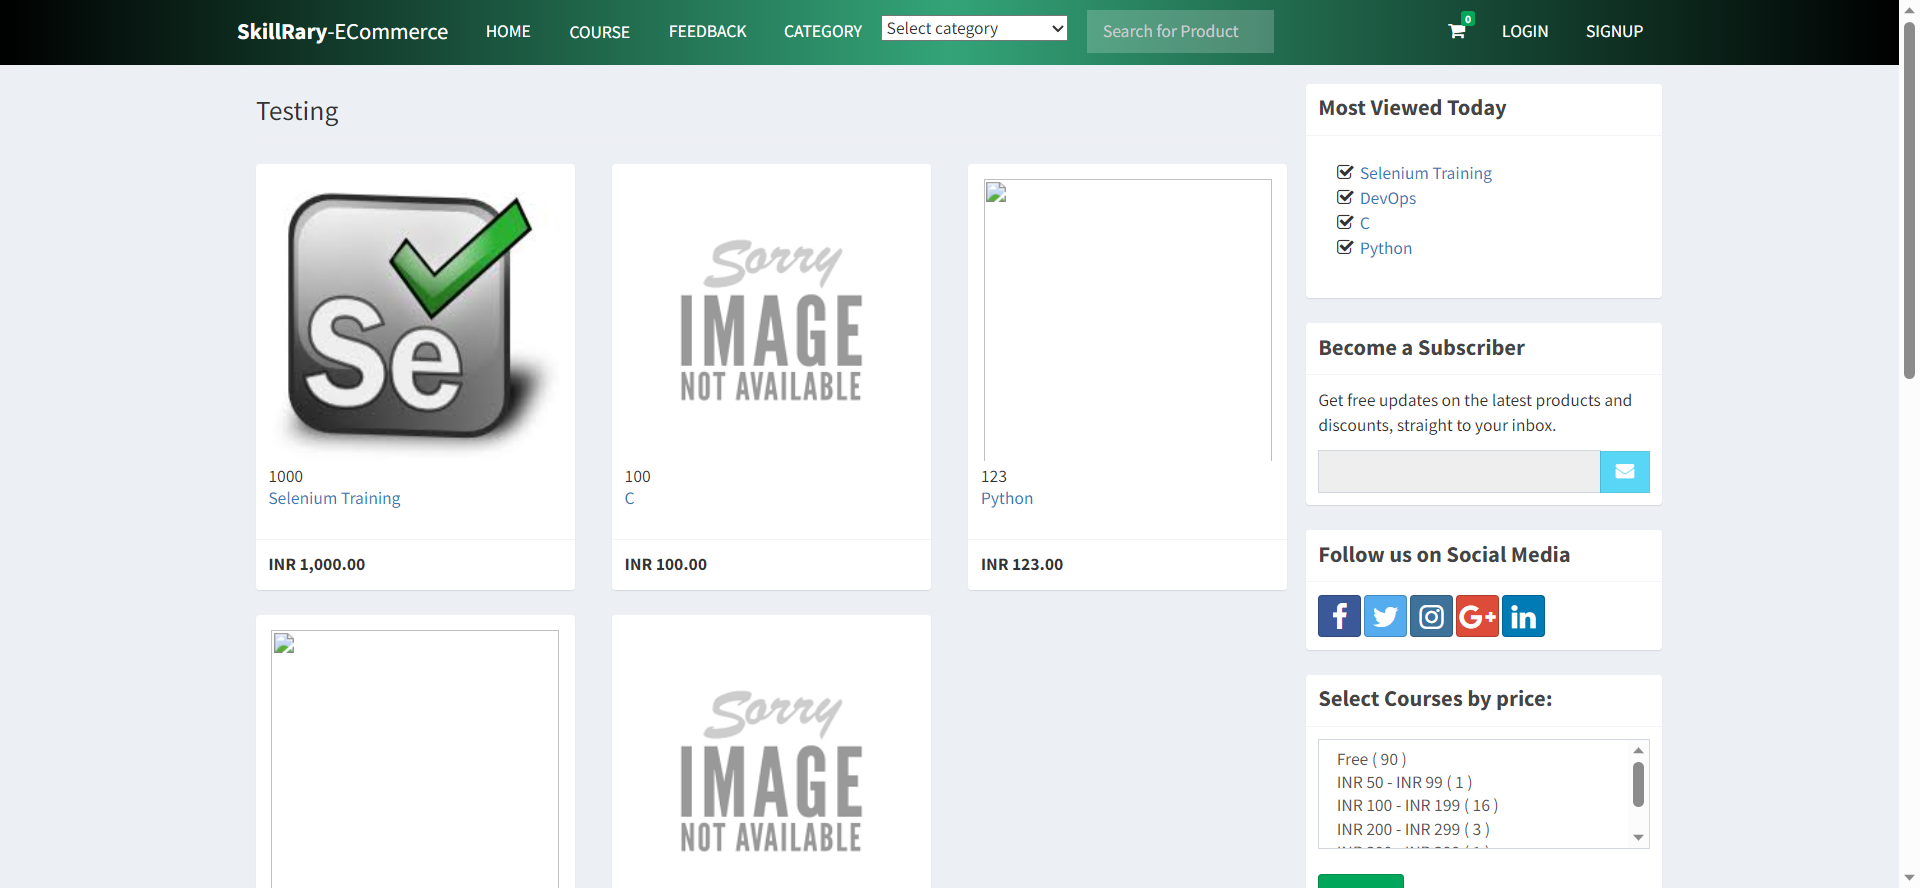 SkillRary-ECommerce HOME COURSE FEEDBACK CATEGORY Select category Search for Product 0 LOGIN SIGNUP
Testing
Se
1000
Selenium Training
INR 1,000.00
Sorry
IMAGE
NOT AVAILABLE
100
C
INR 100.00
123
Python
INR 123.00
Sorry
IMAGE
NOT AVAILABLE
Most Viewed Today
Selenium Training
DevOps
C
Python
Become a Subscriber
Get free updates on the latest products and
discounts, straight to your inbox.
Follow us on Social Media
f G+ in
Select Courses by price:
Free ( 90 )
INR 50 - INR 99 ( 1 )
INR 100 - INR 199 ( 16 )
INR 200 - INR 299 ( 3 )